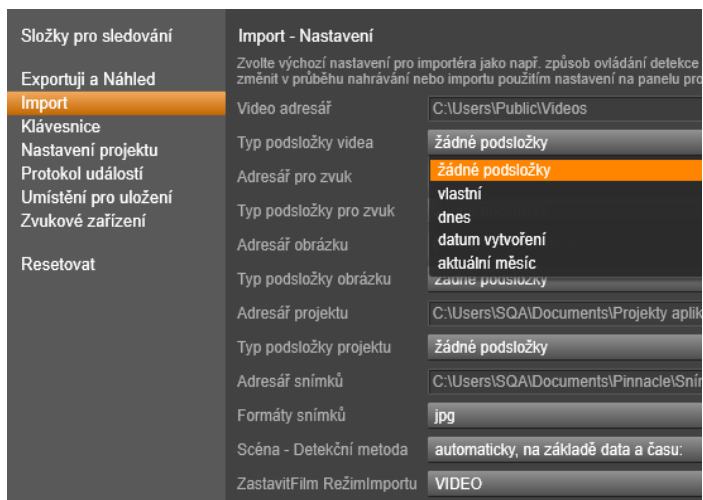 Složky pro sledování
Exportuji a Náhled
Import
Klávesnice
Nastavení projektu
Protokol událostí
Umístění pro uložení
Zvukové zařízení
Resetovat
Import - Nastavení
Zvolte výchozí nastavení pro importéra jako např. způsob ovládání detekce
změnit v průběhu nahrávání nebo importu použitím nastavení na panelu pro
Video adresář C:\Users\Public\Videos
Typ podsložky videa žádné podsložky
žádné podsložky
vlastní
dnes
datum vytvoření
aktuální měsíc
Adresář pro zvuk
Typ podsložky pro zvuk
Adresář obrázku
Typ podsložky obrázku žádné podsložky
Adresář projektu C:\Users\SQA\Documents\Projekty aplik
Typ podsložky projektu žádné podsložky
Adresář snímků C:\Users\SQA\Documents\Pinnacle\Sním
Formáty snímků jpg
Scéna - Detekční metoda automaticky, na základě data a času:
ZastavitFilm RežimImportu VIDEO